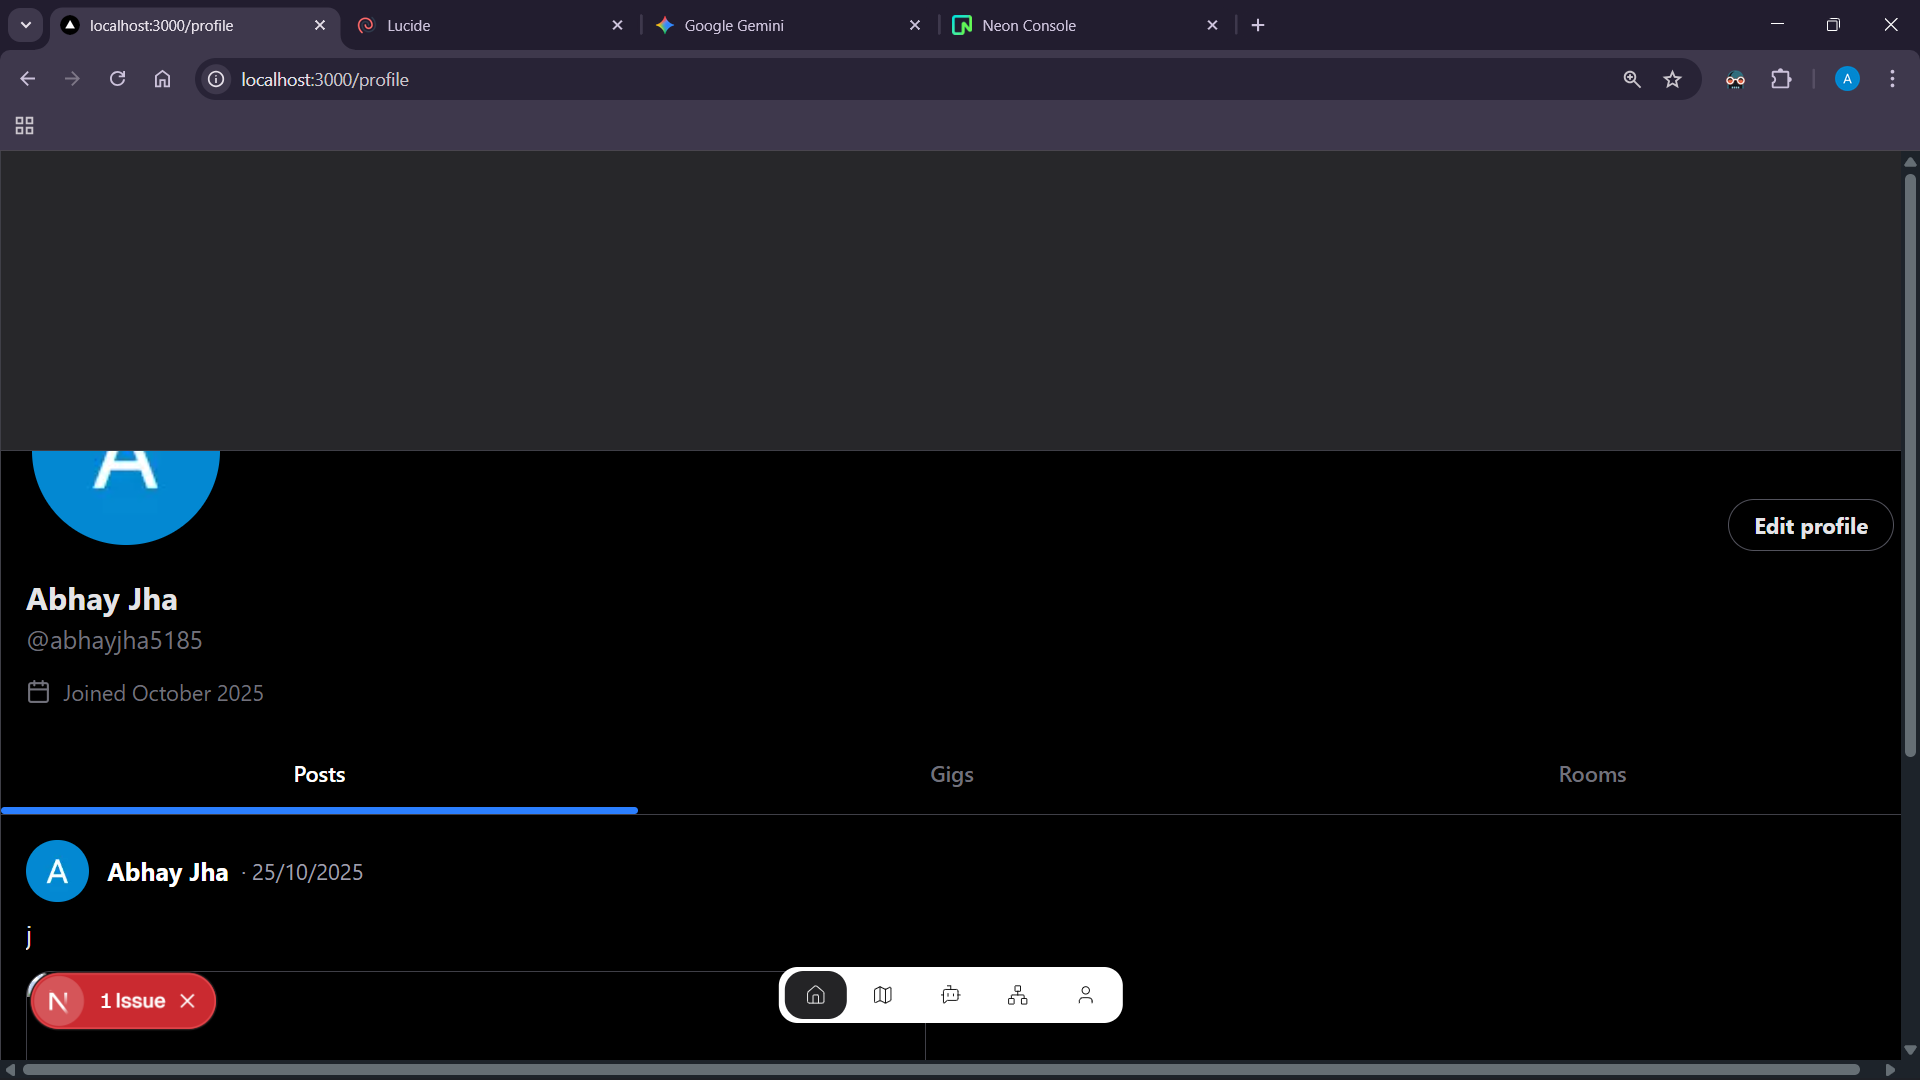 localhost:3000/profile
Lucide
Google Gemini
Neon Console
localhost:3000/profile
A
A
Edit profile
Abhay Jha
@abhayjha5185
Joined October 2025
Posts
Gigs
Rooms
A
Abhay Jha · 25/10/2025
j
N 1 Issue